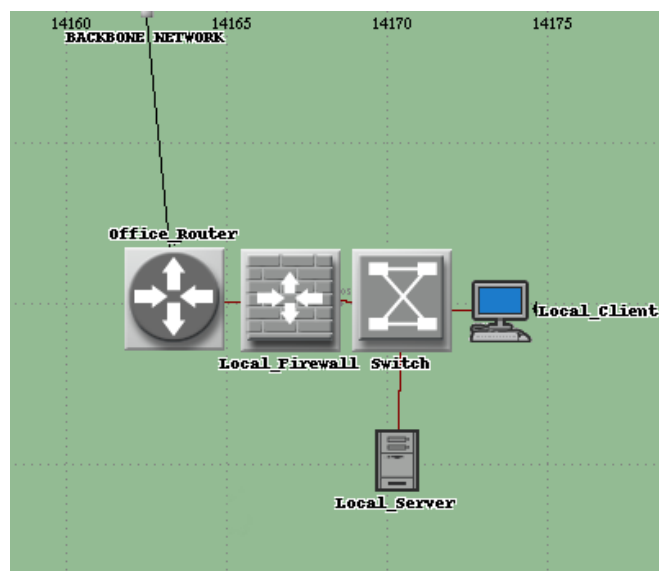 14160 14165 14170 14175
BACKBONE NETWORK
Office_Router
Local_Client
Local_Firewall Switch
Local_Server